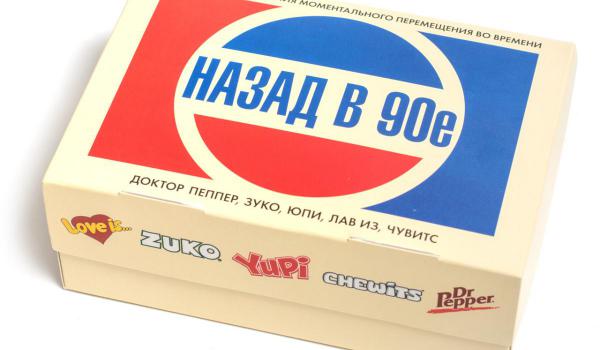 МОМЕНТАЛЬНОГО ПЕРЕМЕЩЕНИЯ ВО ВРЕМЕНИ
НАЗАД В 90е
ДОКТОР ПЕППЕР, ЗУКО, ЮПИ, ЛАВ ИЗ, ЧУВИТС
Love is...
ZUKO
YUPi
CHEWITS
Dr
Pepper